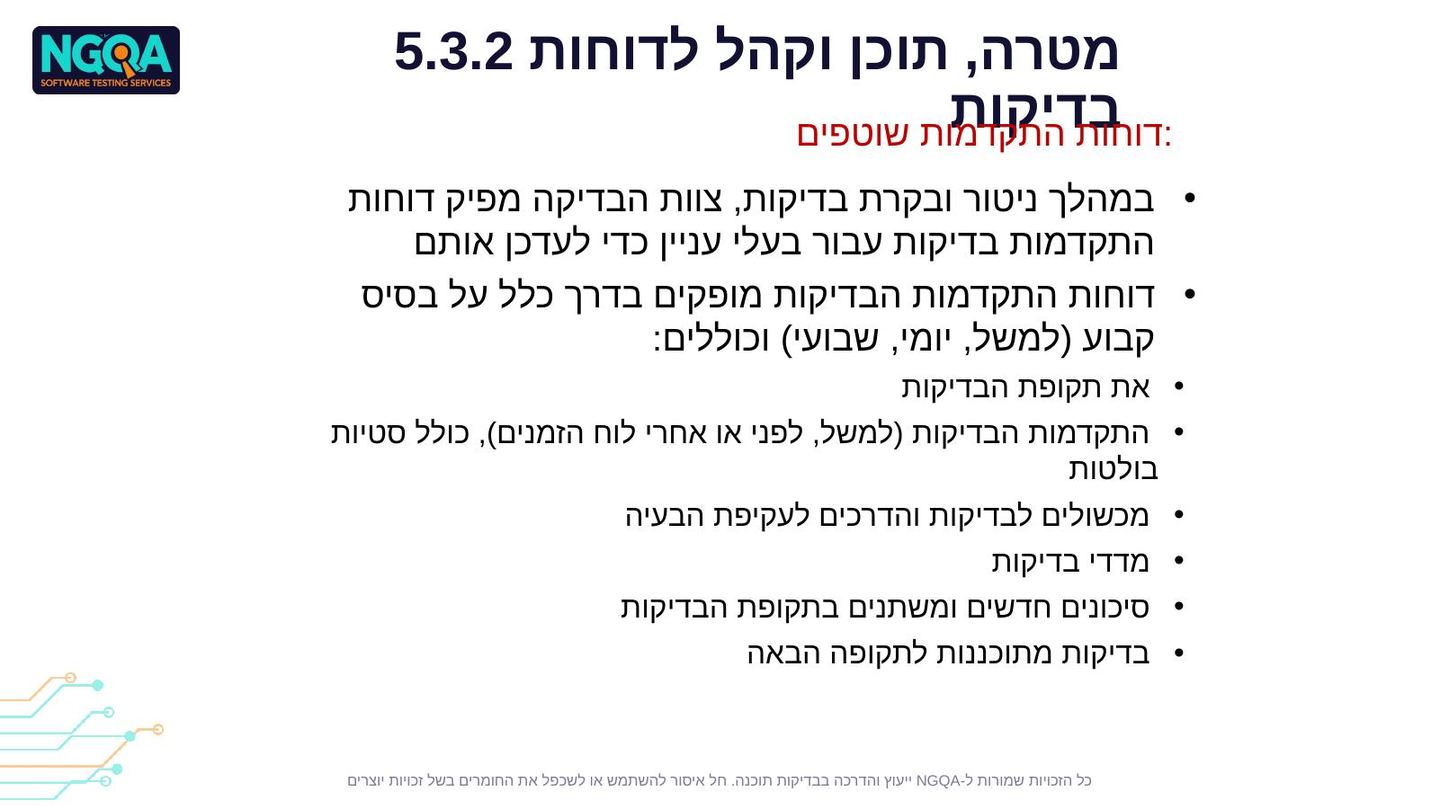 NGQA
SOFTWARE TESTING SERVICES
מטרה, תוכן וקהל לדוחות 5.3.2
בדיקות
דוחות התקדמות שוטפים:
• במהלך ניטור ובקרת בדיקות, צוות הבדיקה מפיק דוחות
התקדמות בדיקות עבור בעלי עניין כדי לעדכן אותם
• דוחות התקדמות הבדיקות מופקים בדרך כלל על בסיס
קבוע (למשל, יומי, שבועי) וכוללים:
• את תקופת הבדיקות
• התקדמות הבדיקות (למשל, לפני או אחרי לוח הזמנים), כולל סטיות
בולטות
• מכשולים לבדיקות והדרכים לעקיפת הבעיה
• מדדי בדיקות
• סיכונים חדשים ומשתנים בתקופת הבדיקות
• בדיקות מתוכננות לתקופה הבאה
כל הזכויות שמורות ל-NGQA ייעוץ והדרכה בבדיקות תוכנה. חל איסור להשתמש או לשכפל את החומרים בשל זכויות יוצרים